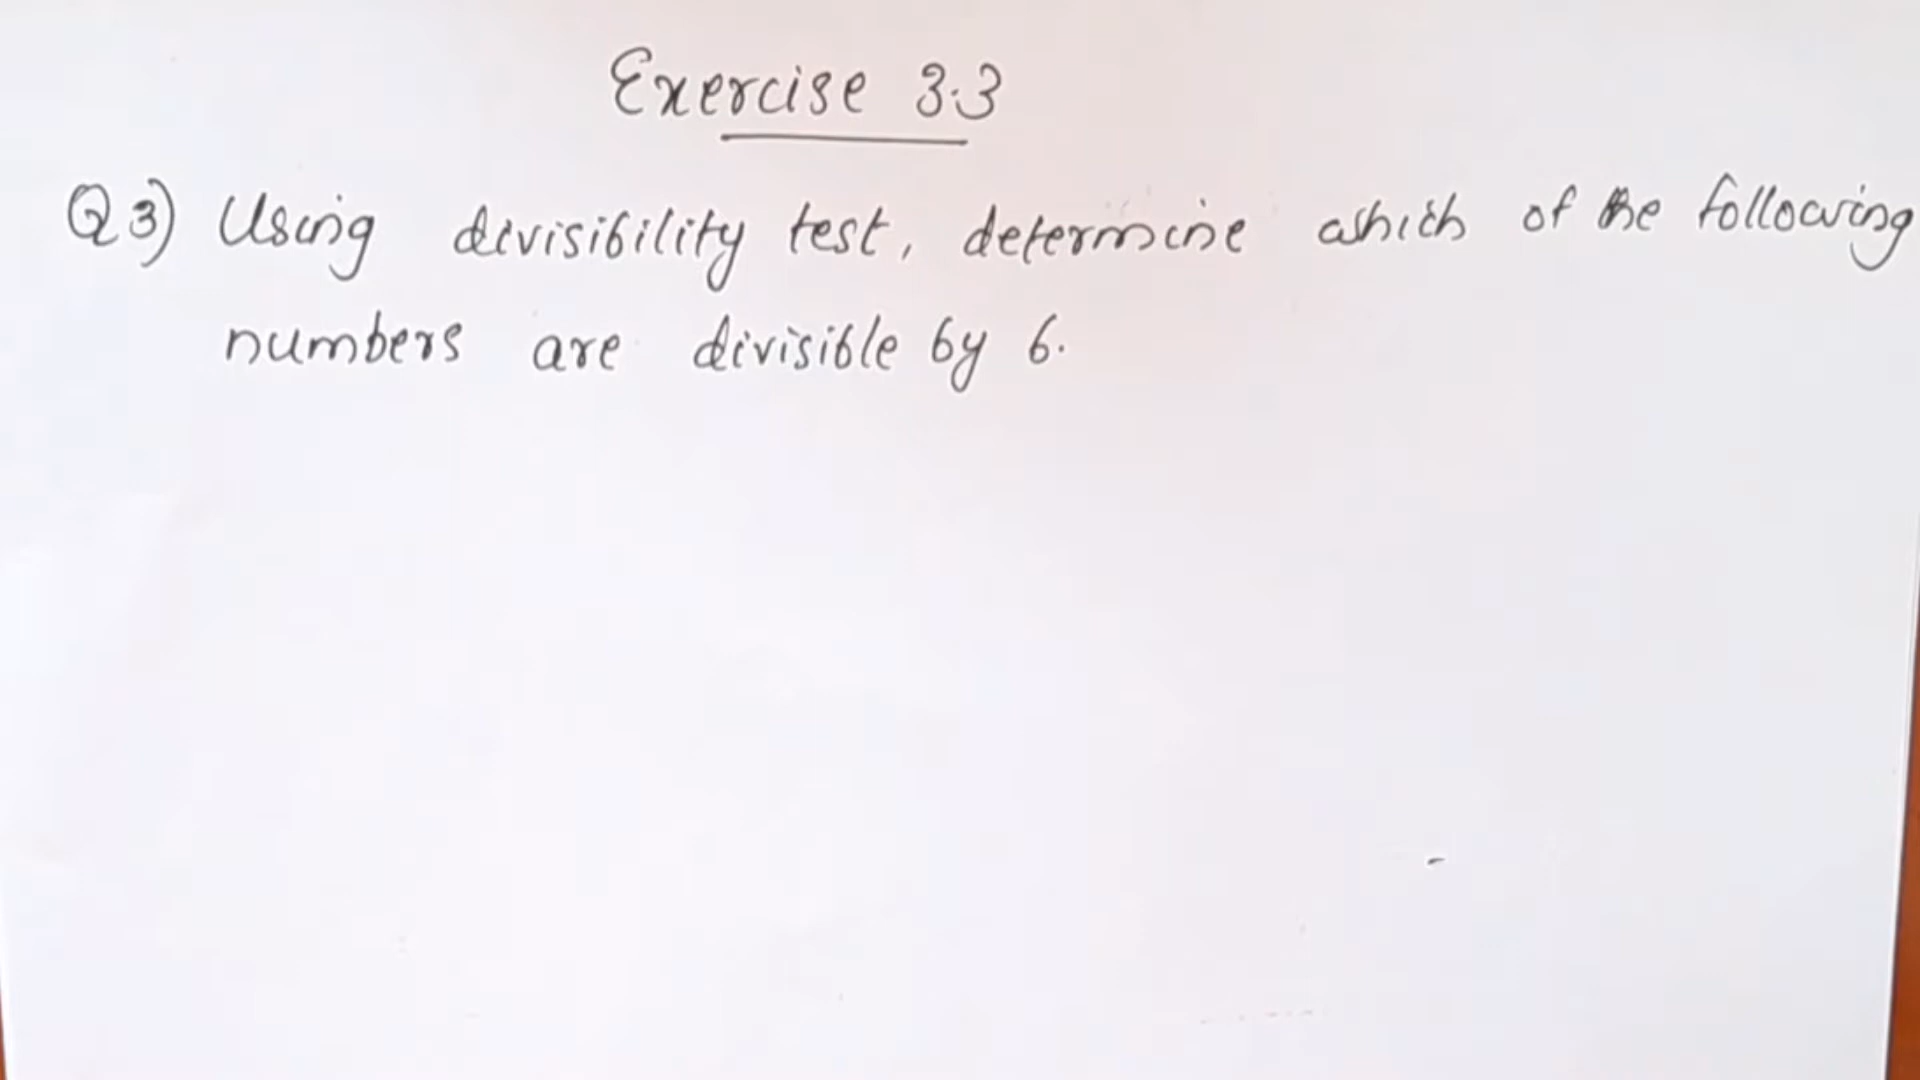 Exercise 3.3
Q3) Using divisibility test, determine which of the following
numbers are divisible by 6.